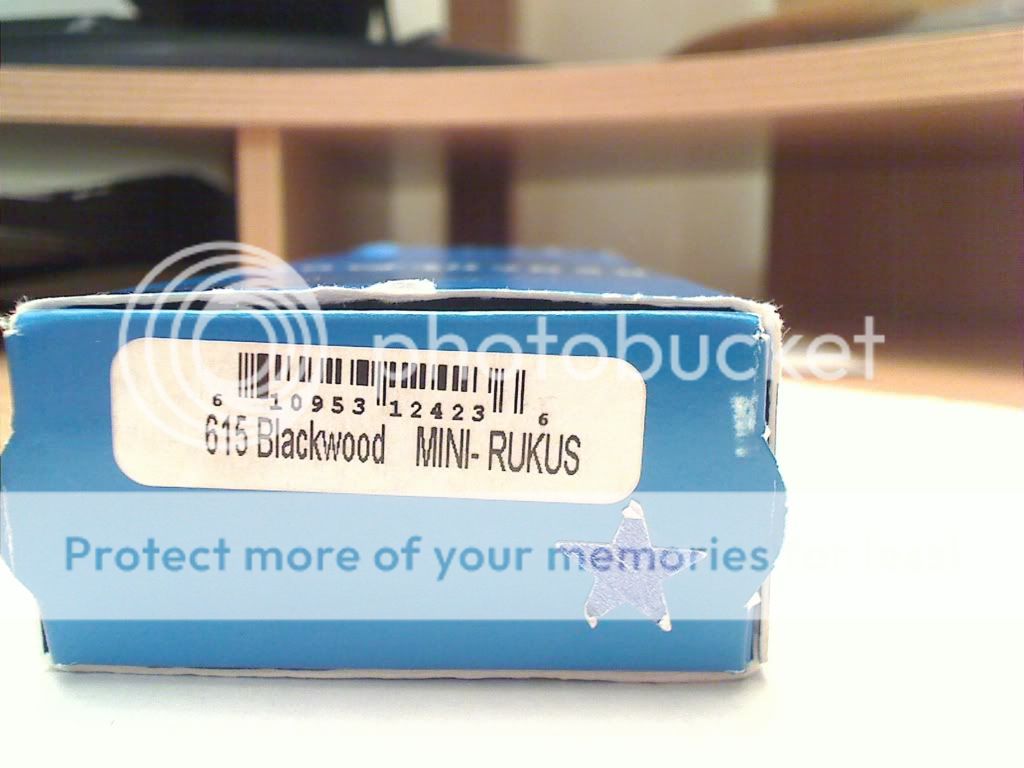 photobucket
6 10953 12423 6
615 Blackwood MINI- RUKUS
Protect more of your memories for less!